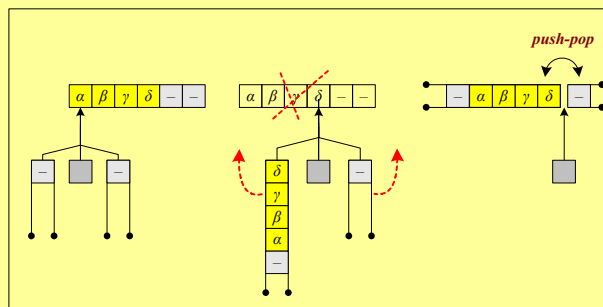 push-pop
α β γ δ – –
α β γ δ – –
– α β γ δ –
– –
δ –
γ
β
α
–